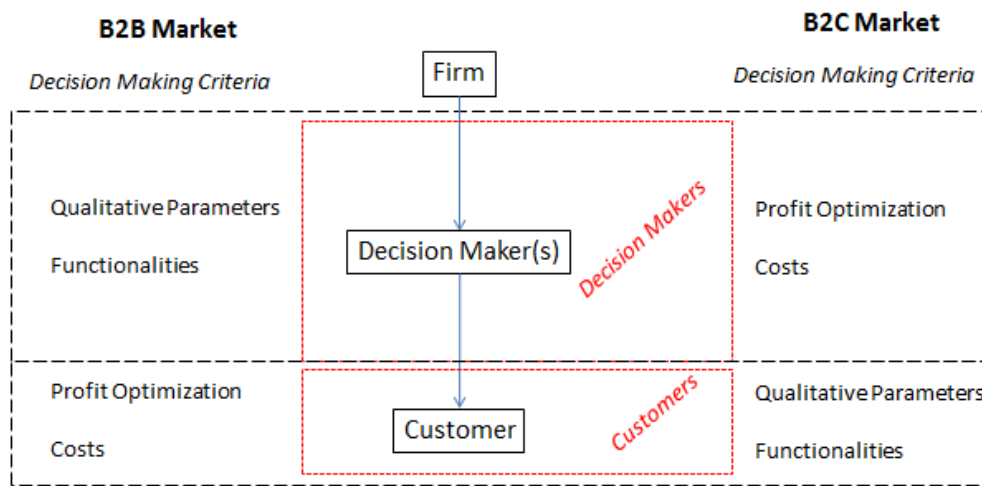 B2B Market
B2C Market
Decision Making Criteria
Firm
Decision Making Criteria
Qualitative Parameters
Functionalities
Decision Maker(s)
Decision Makers
Profit Optimization
Costs
Profit Optimization
Costs
Customer
Customers
Qualitative Parameters
Functionalities